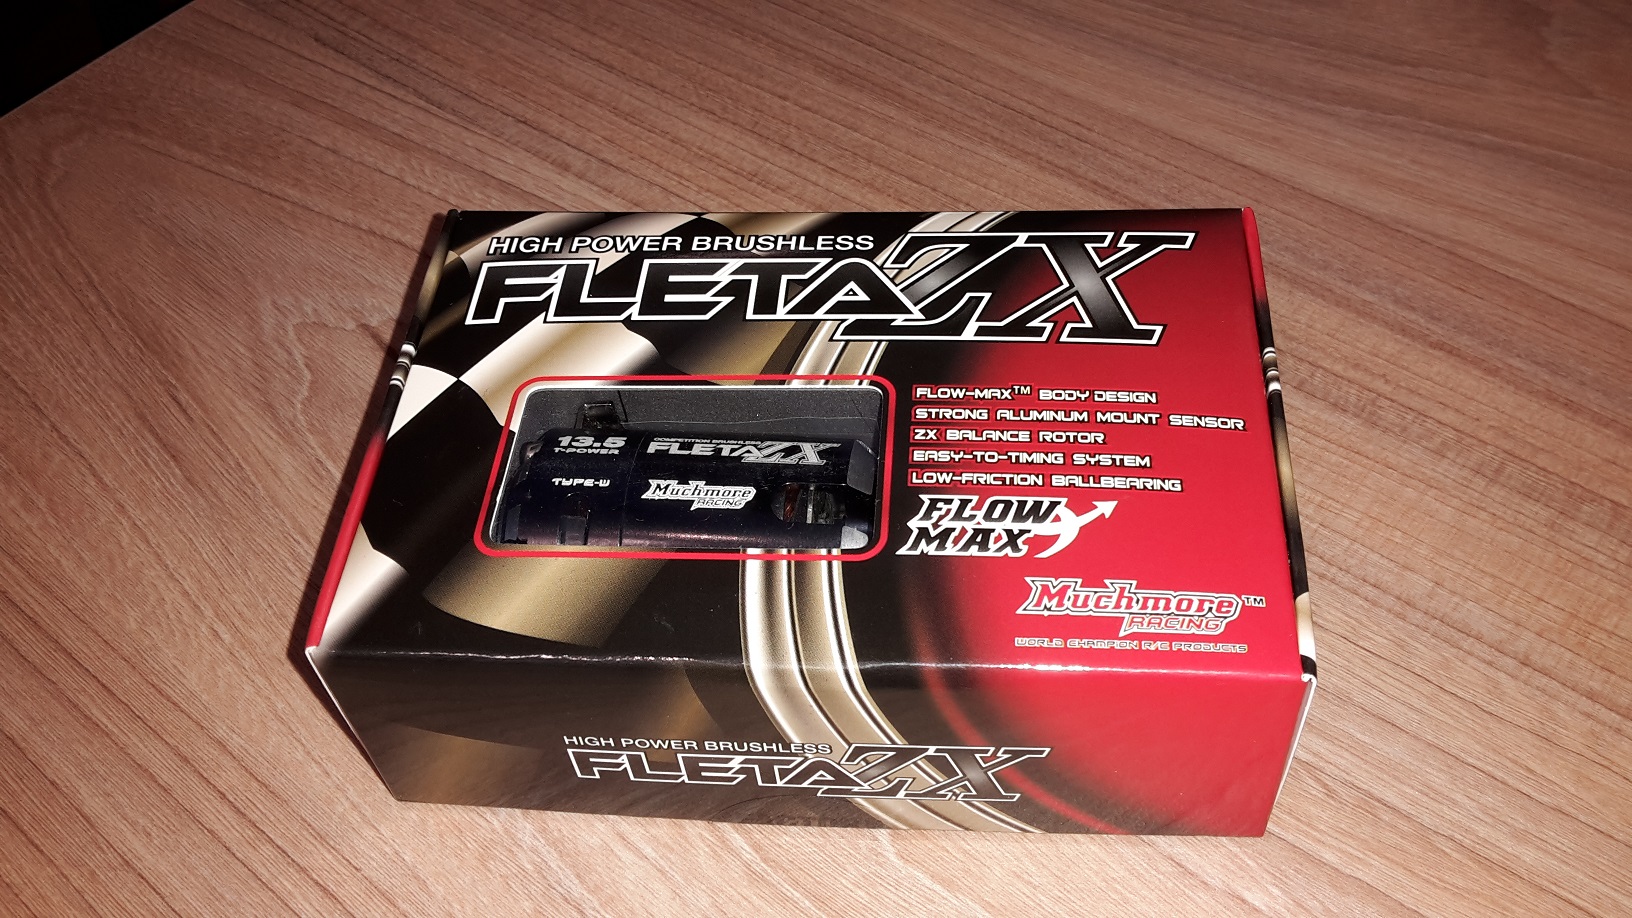 HIGH POWER BRUSHLESS
FLETA ZX
FLOW-MAX™ BODY DESIGN
STRONG ALUMINUM MOUNT SENSOR
ZX BALANCE ROTOR
EASY-TO-TIMING SYSTEM
LOW-FRICTION BALLBEARING
13.5
T-POWER
COMPETITION BRUSHLESS
FLETA ZX
TYPE-W
Muchmore
RACING
FLOW
MAX
Muchmore™
RACING
WORLD CHAMPION R/C PRODUCTS
HIGH POWER BRUSHLESS
FLETA ZX